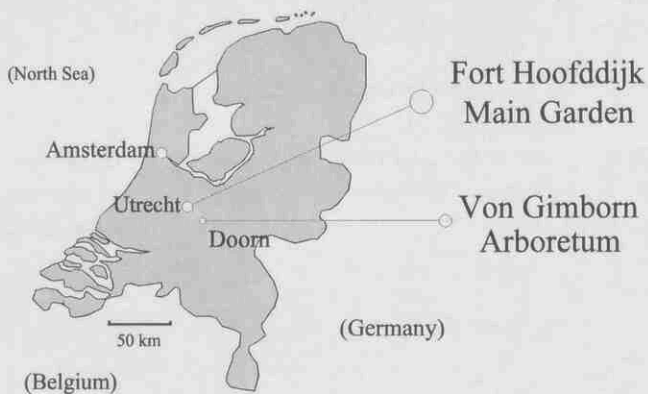 (North Sea)
Fort Hoofddijk
Main Garden
Amsterdam
Utrecht
Von Gimborn
Arboretum
Doorn
50 km
(Germany)
(Belgium)